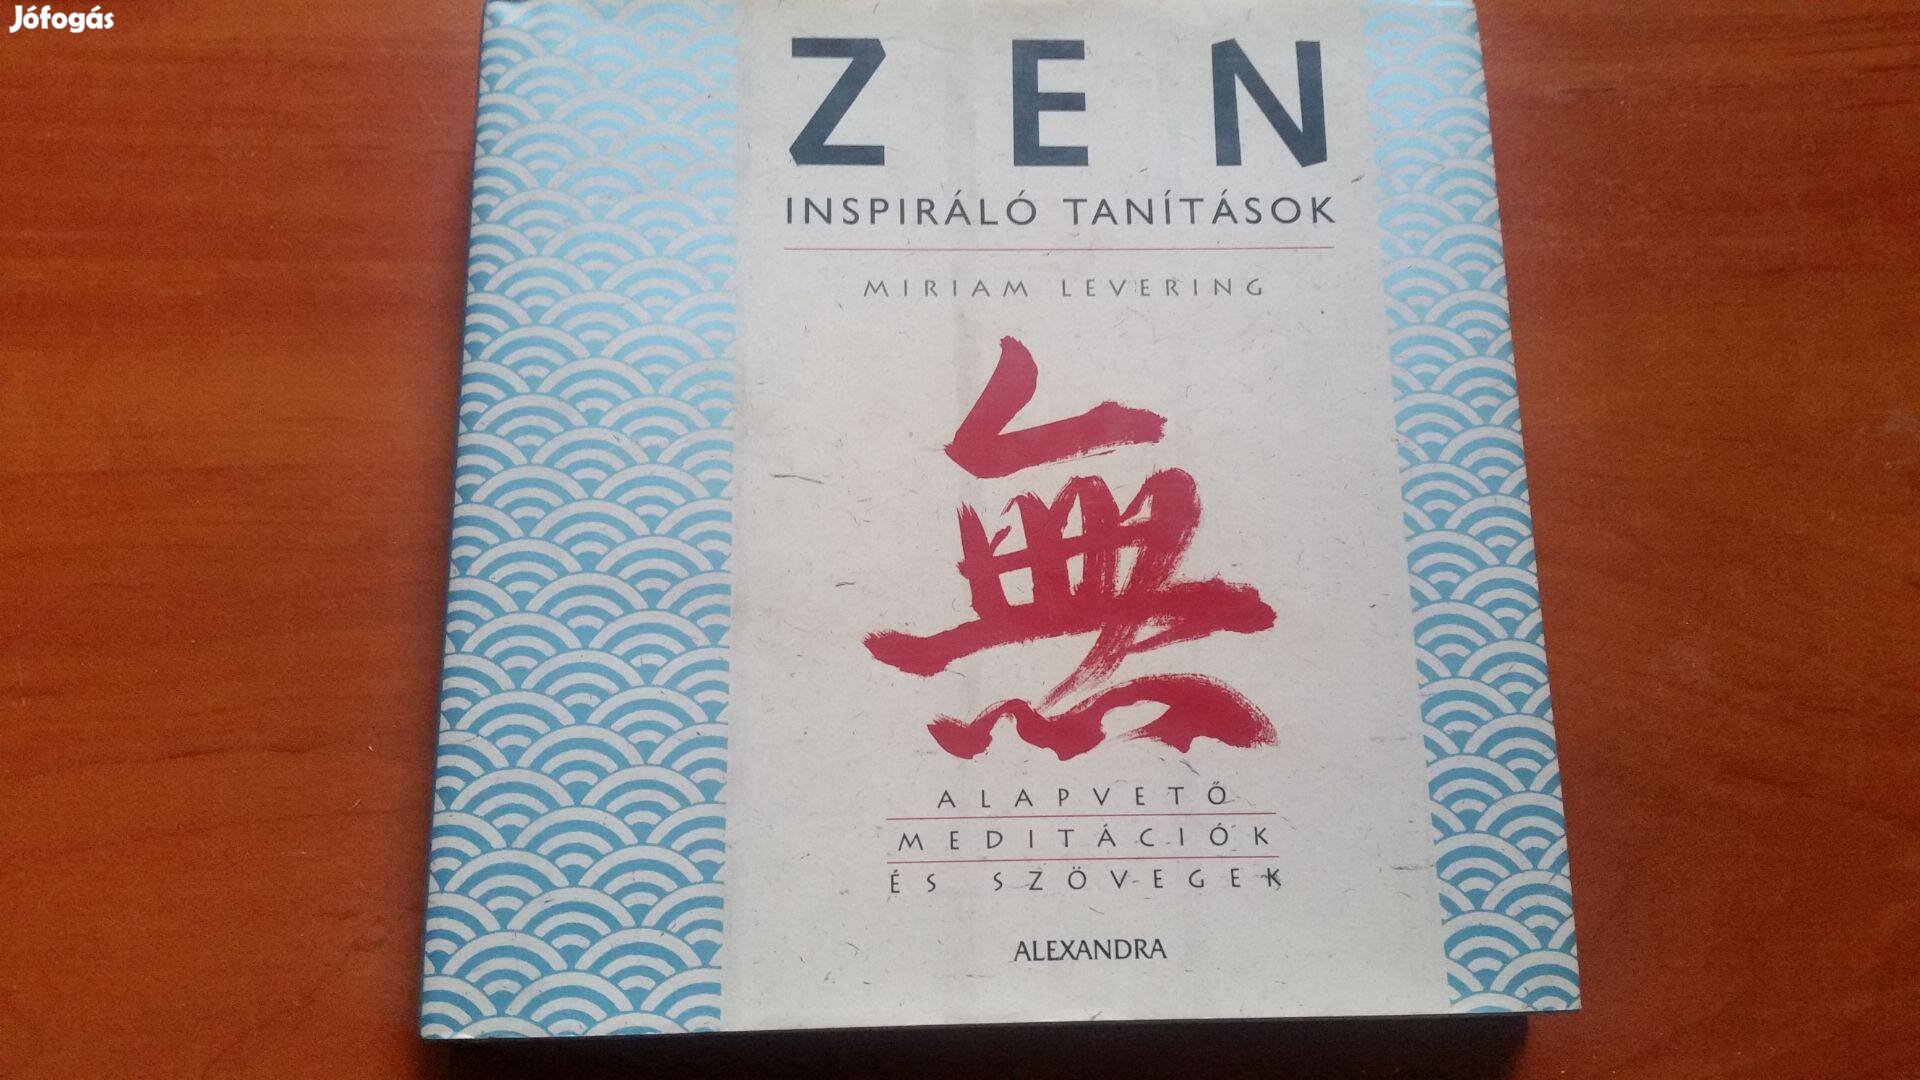 Jófogás
ZEN
INSPIRÁLÓ TANÍTÁSOK
MIRIAM LEVERING
無
ALAPVETŐ
MEDITÁCIÓK
ÉS SZÖVEGEK
ALEXANDRA